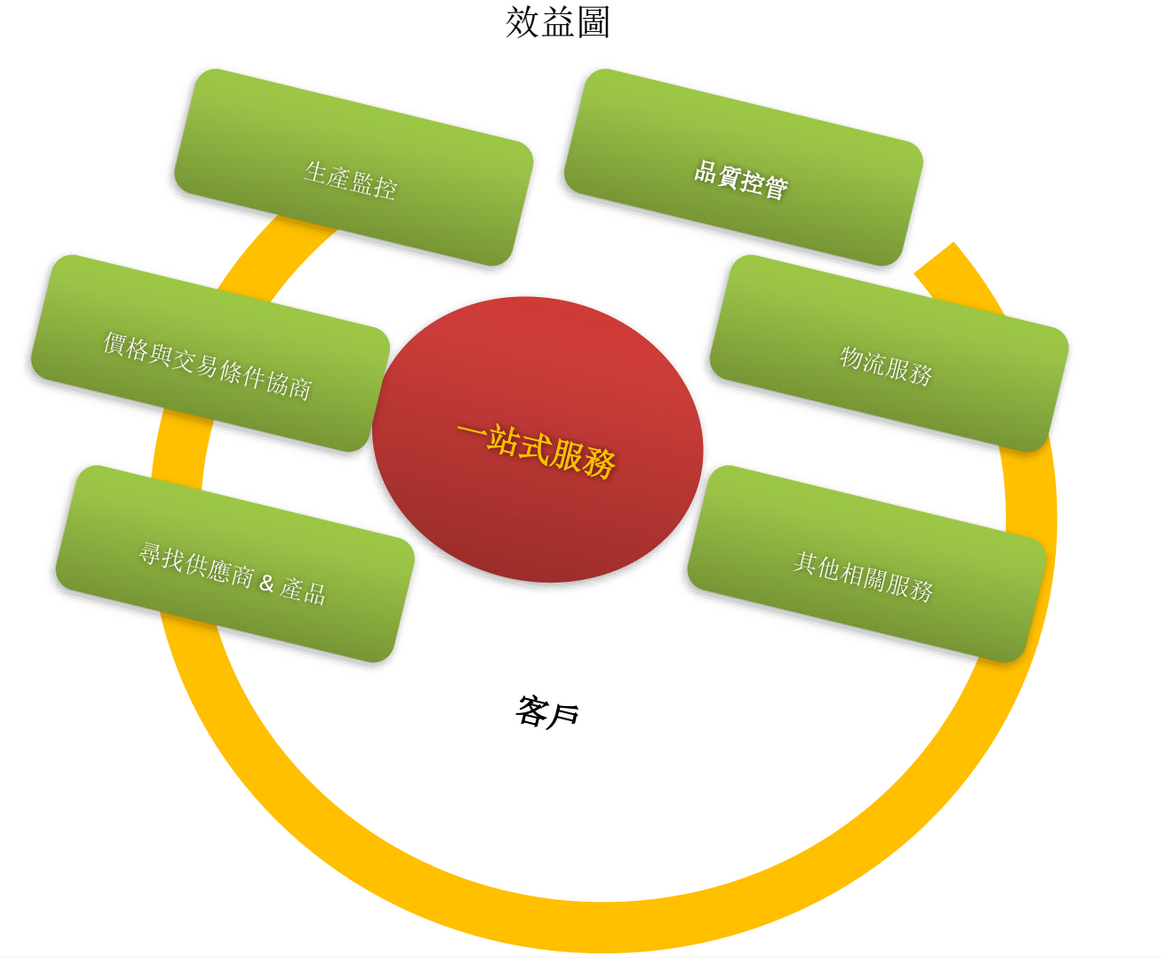 效益圖
生產監控
品質控管
價格與交易條件協商
物流服務
一站式服務
尋找供應商 & 產品
其他相關服務
客戶